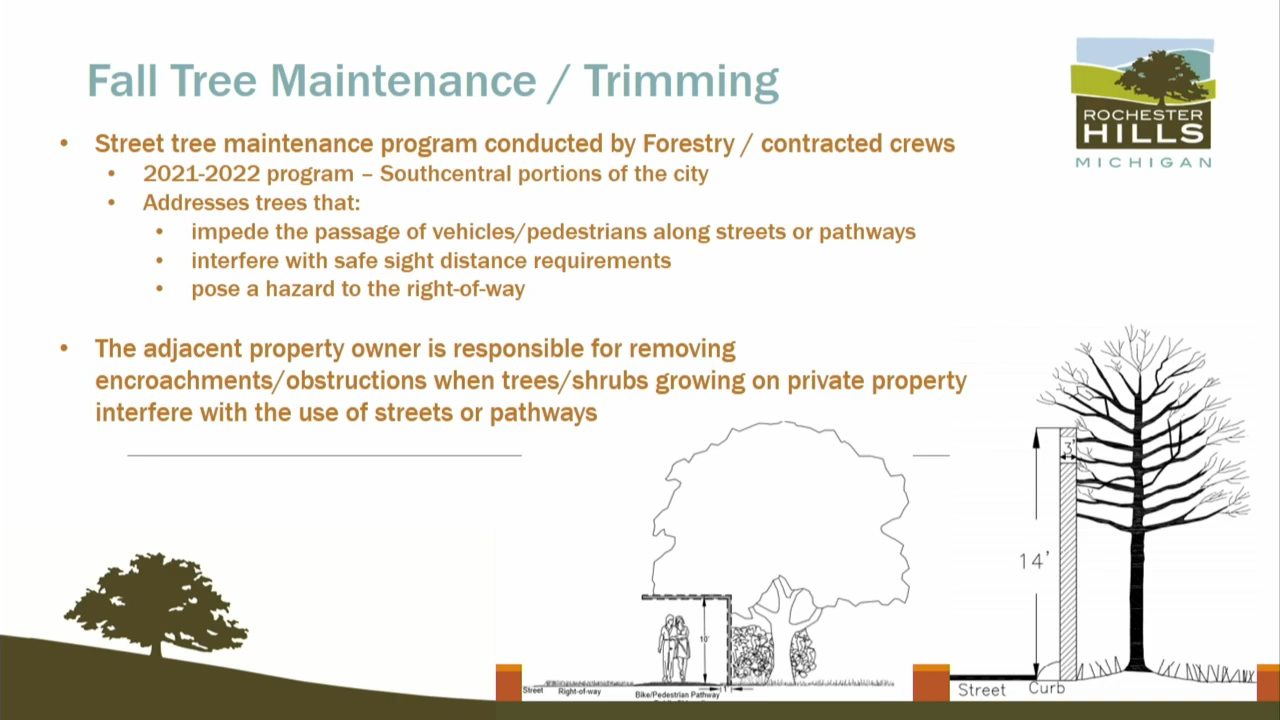 Fall Tree Maintenance / Trimming
ROCHESTER
HILLS
MICHIGAN
• Street tree maintenance program conducted by Forestry / contracted crews
• 2021-2022 program – Southcentral portions of the city
• Addresses trees that:
• impede the passage of vehicles/pedestrians along streets or pathways
• interfere with safe sight distance requirements
• pose a hazard to the right-of-way
• The adjacent property owner is responsible for removing
encroachments/obstructions when trees/shrubs growing on private property
interfere with the use of streets or pathways
3'
14'
10'
1'
Street Right-of-way Bike/Pedestrian Pathway
Street Curb